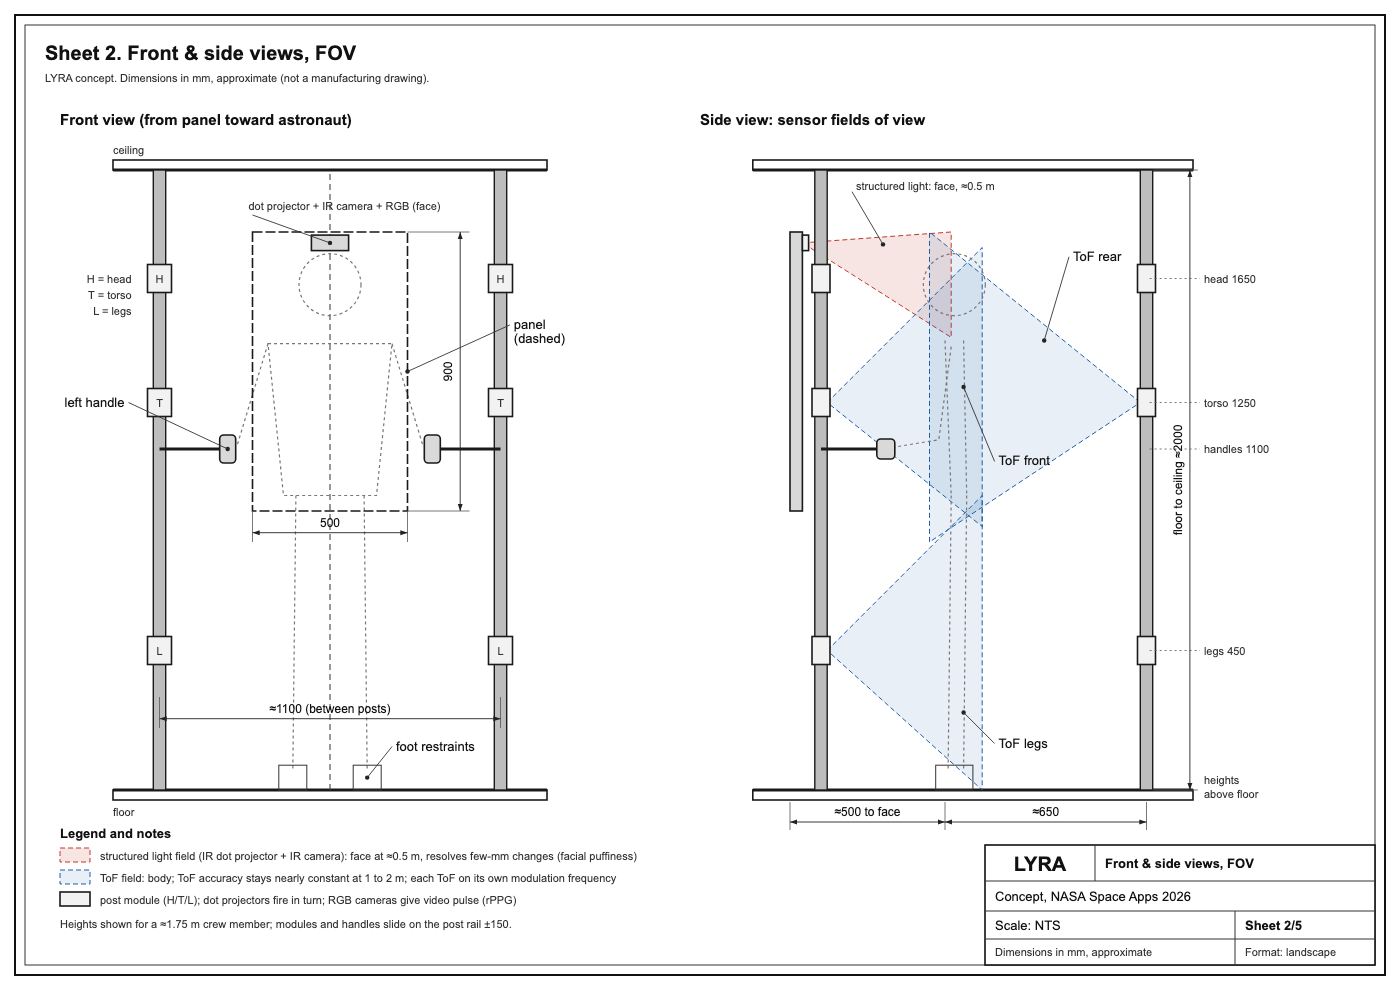 Sheet 2. Front & side views, FOV
LYRA concept. Dimensions in mm, approximate (not a manufacturing drawing).
Front view (from panel toward astronaut)
ceiling
dot projector + IR camera + RGB (face)
H = head
T = torso
L = legs
H
H
panel
(dashed)
900
left handle
T
T
500
L
L
≈1100 (between posts)
foot restraints
floor
Side view: sensor fields of view
structured light: face, ≈0.5 m
ToF rear
head 1650
torso 1250
handles 1100
floor to ceiling ≈2000
ToF front
legs 450
ToF legs
heights
above floor
≈500 to face
≈650
Legend and notes
structured light field (IR dot projector + IR camera): face at ≈0.5 m, resolves few-mm changes (facial puffiness)
ToF field: body; ToF accuracy stays nearly constant at 1 to 2 m; each ToF on its own modulation frequency
post module (H/T/L); dot projectors fire in turn; RGB cameras give video pulse (rPPG)
Heights shown for a ≈1.75 m crew member; modules and handles slide on the post rail ±150.
LYRA
Front & side views, FOV
Concept, NASA Space Apps 2026
Scale: NTS
Sheet 2/5
Dimensions in mm, approximate
Format: landscape